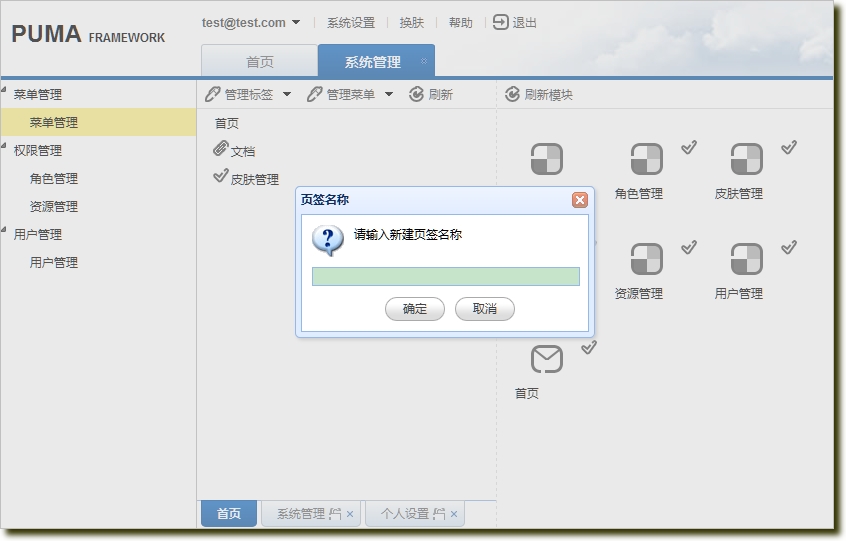 PUMA FRAMEWORK
test@test.com 系统设置 换肤 帮助 退出
首页 系统管理
菜单管理
菜单管理
权限管理
角色管理
资源管理
用户管理
用户管理
管理标签 管理菜单 刷新
首页
文档
皮肤管理
刷新模块
角色管理 皮肤管理
资源管理 用户管理
首页
页签名称
请输入新建页签名称
确定 取消
首页 系统管理 个人设置